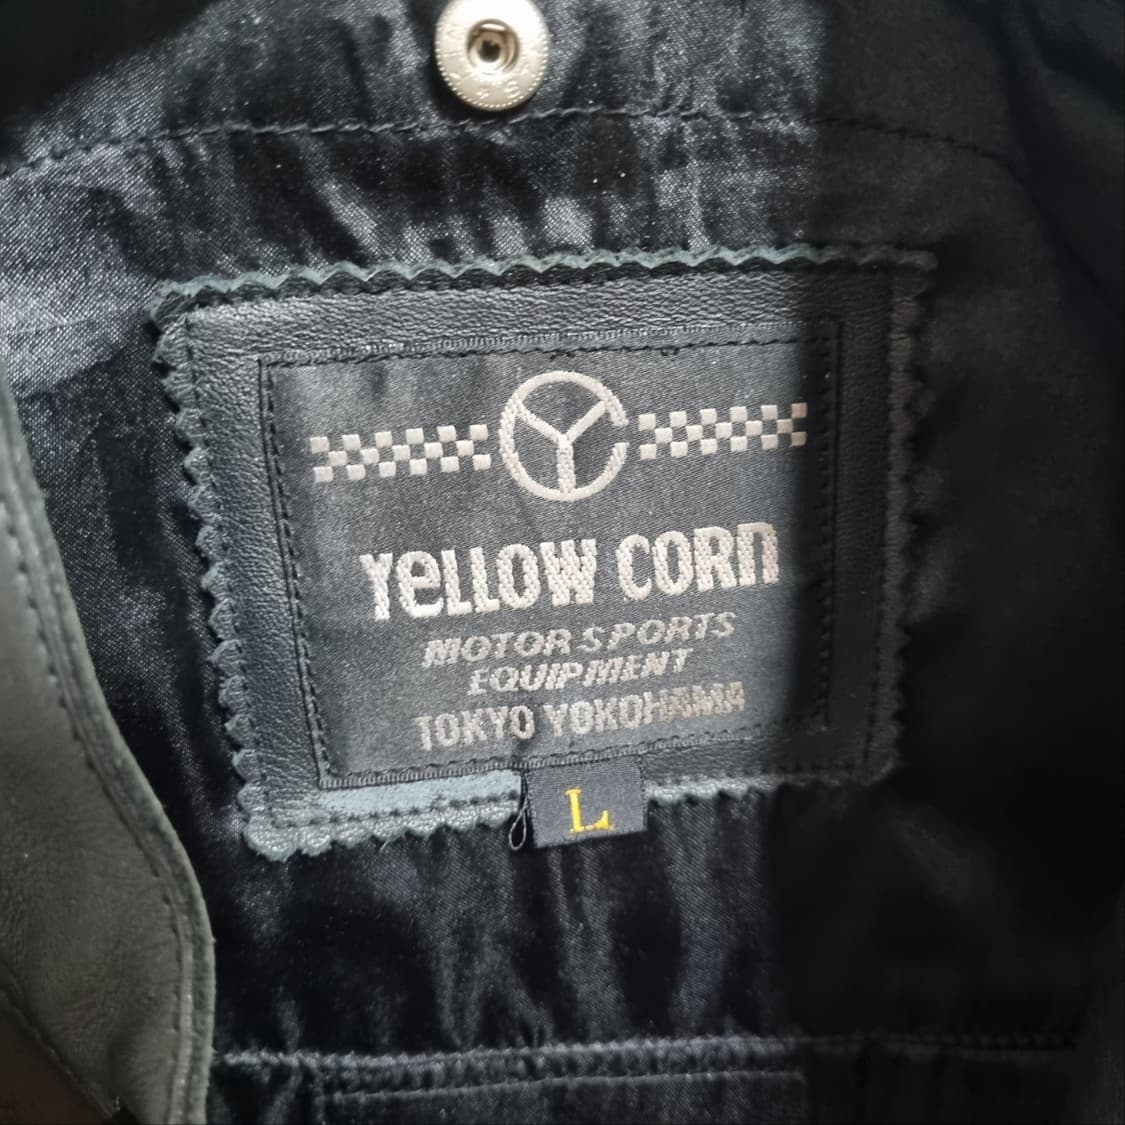 YeLLOW CORn
MOTOR SPORTS
EQUIPMENT
TOKYO YOKOHAMA
L